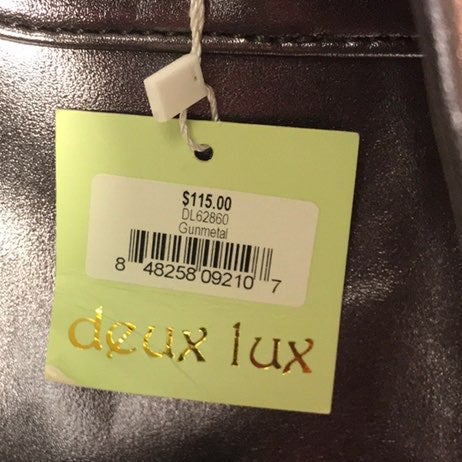 $115.00
DL62860
Gunmetal
8 48258 09210 7
deux lux